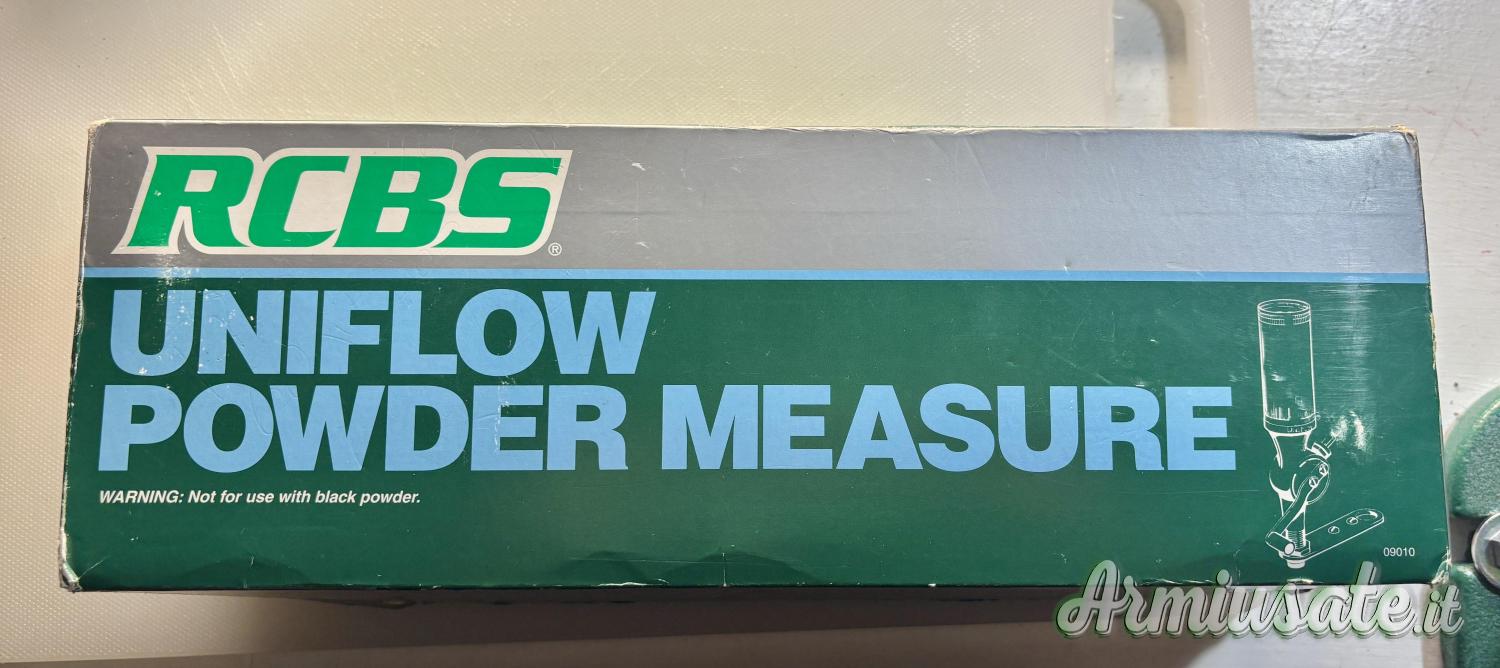 RCBS®
UNIFLOW
POWDER MEASURE
WARNING: Not for use with black powder.
09010
Armiusate.it